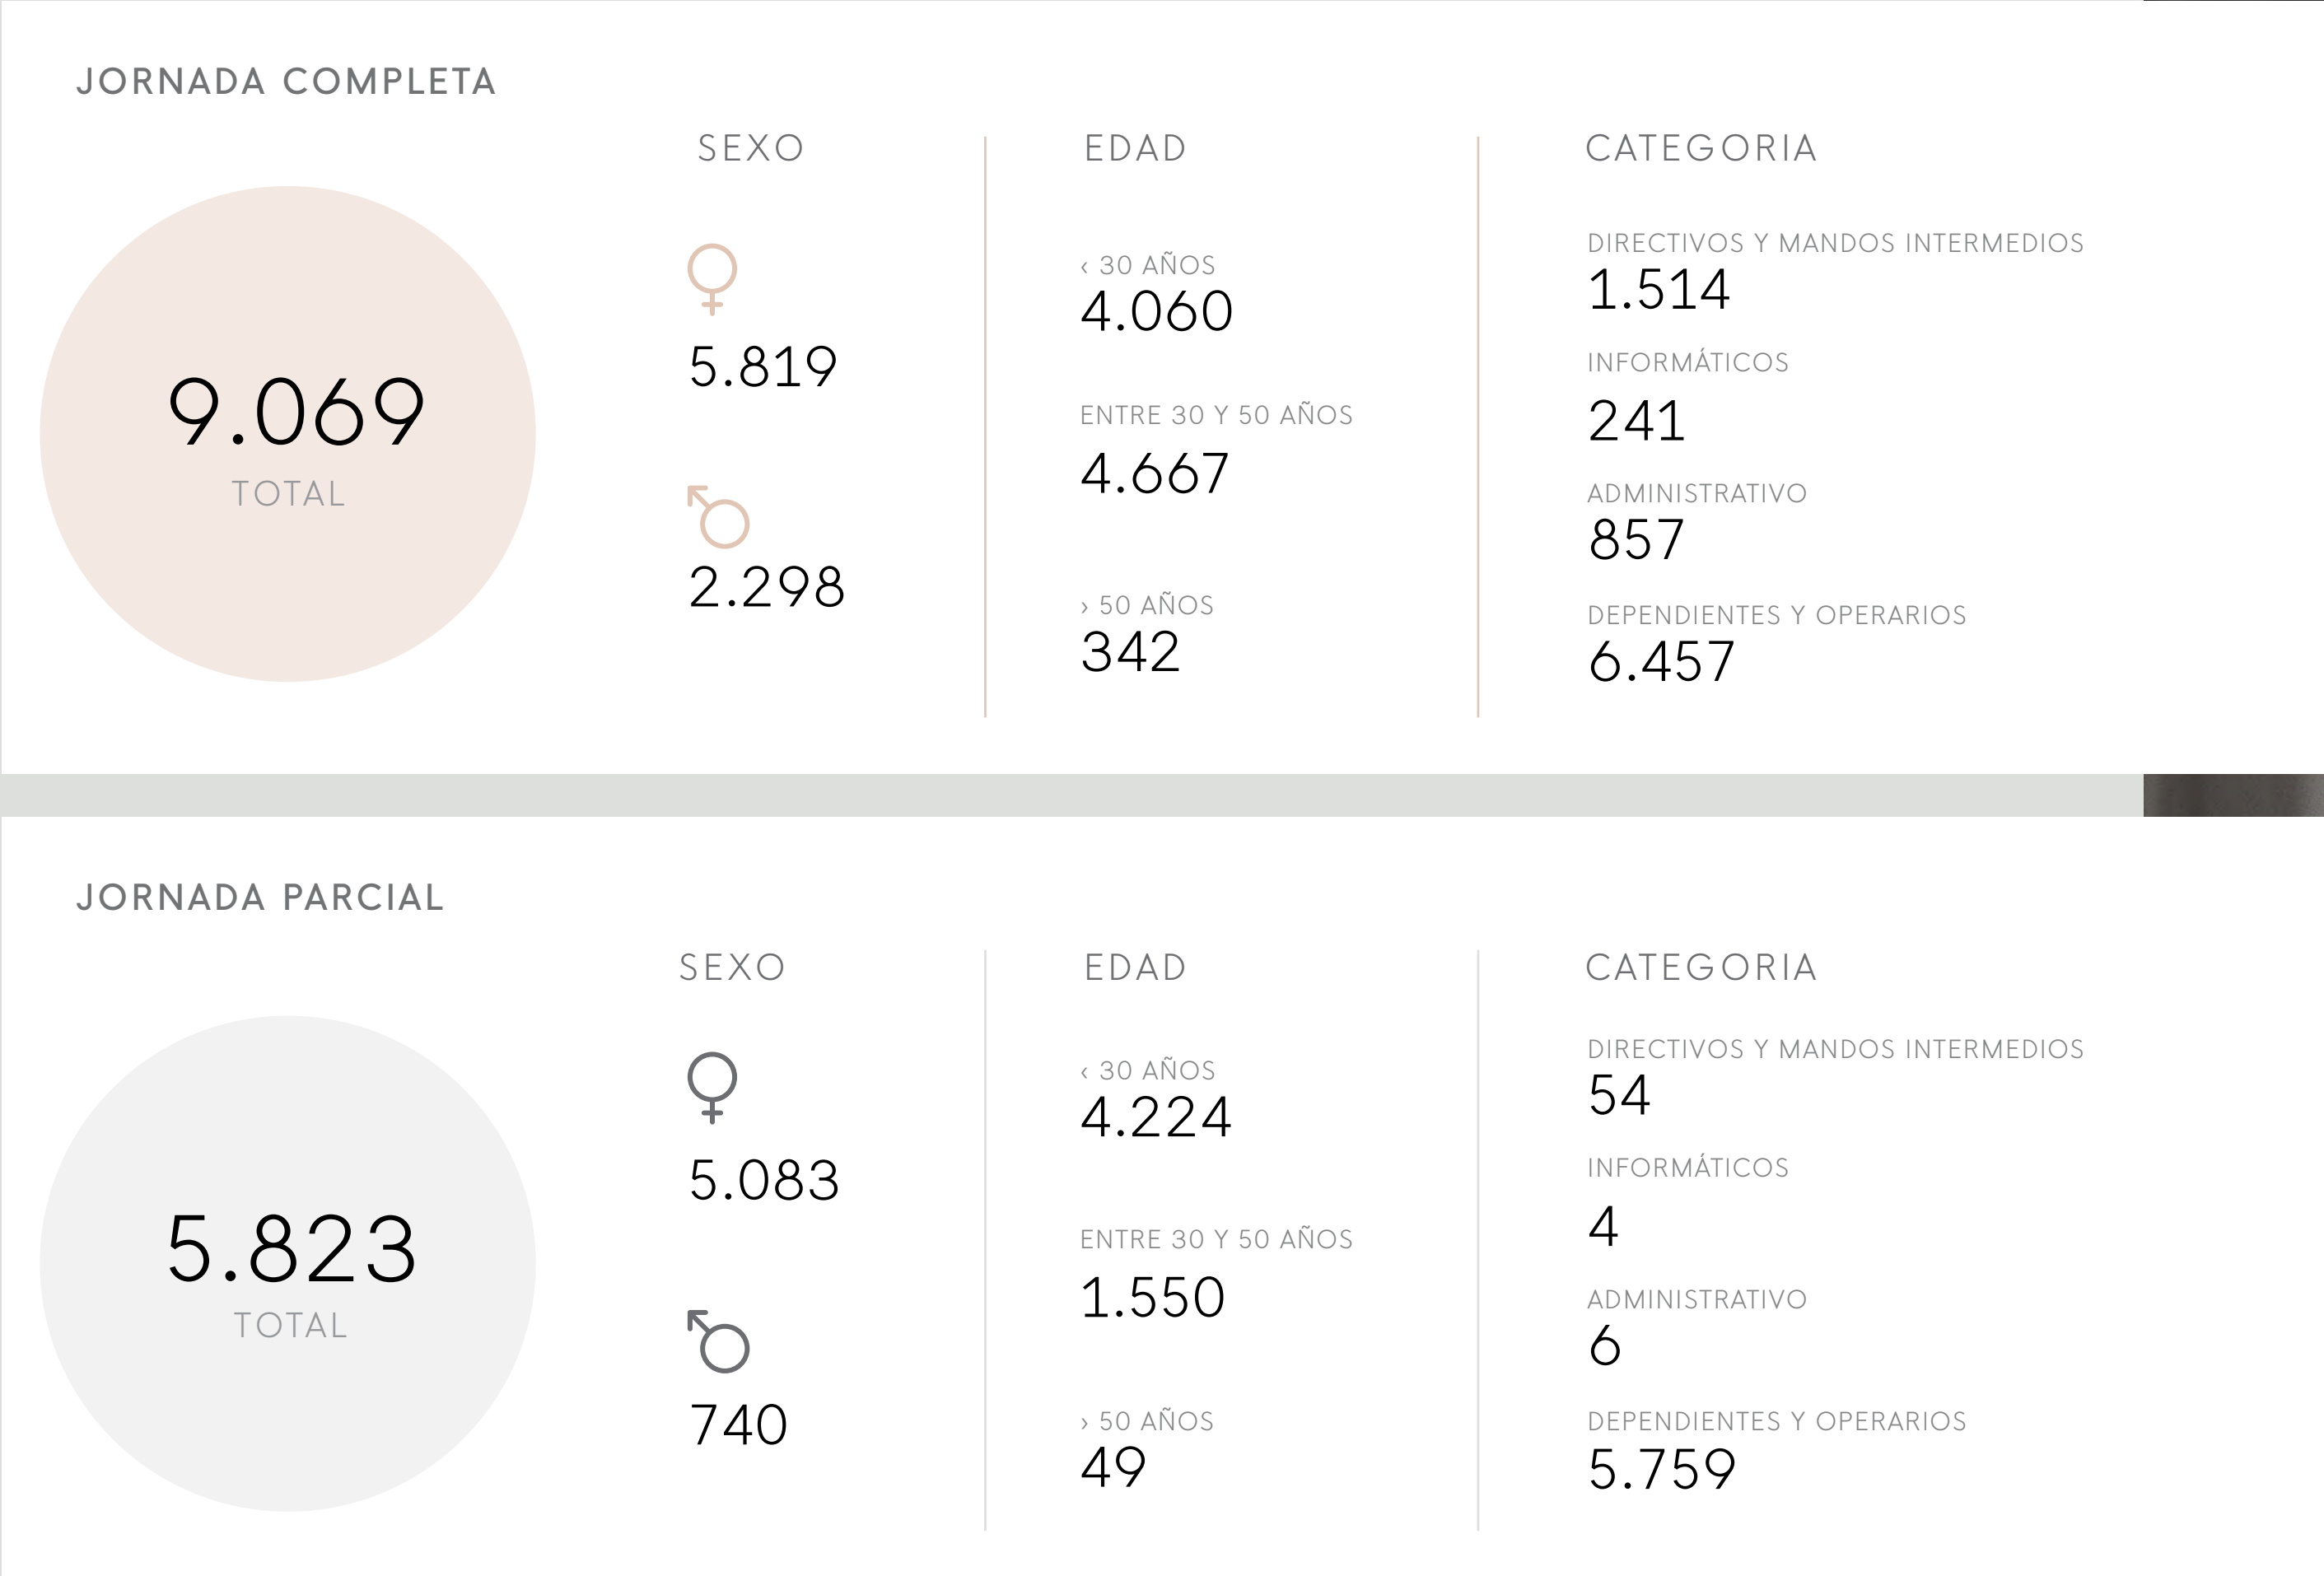 JORNADA COMPLETA
9.069
TOTAL
SEXO
5.819
2.298
EDAD
‹ 30 AÑOS
4.060
ENTRE 30 Y 50 AÑOS
4.667
› 50 AÑOS
342
CATEGORIA
DIRECTIVOS Y MANDOS INTERMEDIOS
1.514
INFORMÁTICOS
241
ADMINISTRATIVO
857
DEPENDIENTES Y OPERARIOS
6.457
JORNADA PARCIAL
5.823
TOTAL
SEXO
5.083
740
EDAD
‹ 30 AÑOS
4.224
ENTRE 30 Y 50 AÑOS
1.550
› 50 AÑOS
49
CATEGORIA
DIRECTIVOS Y MANDOS INTERMEDIOS
54
INFORMÁTICOS
4
ADMINISTRATIVO
6
DEPENDIENTES Y OPERARIOS
5.759